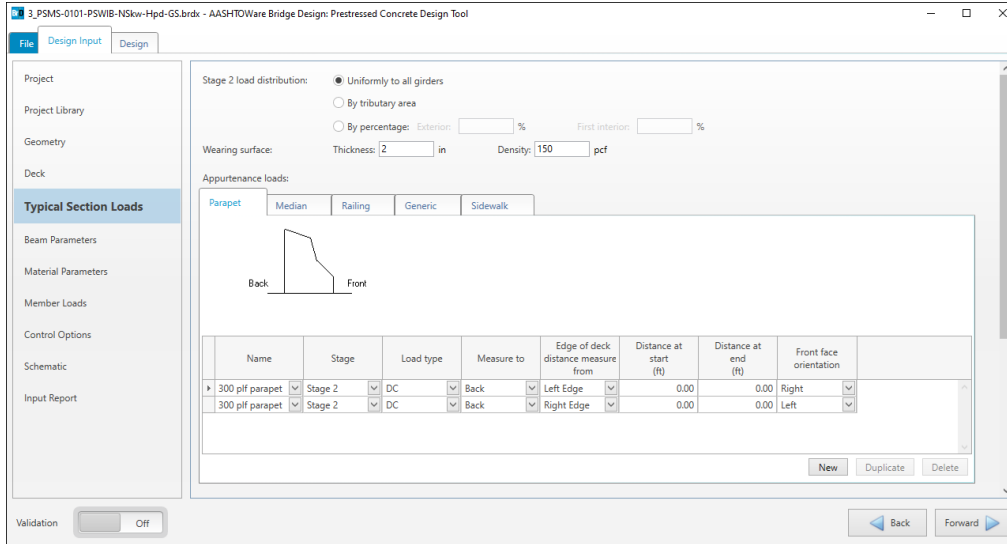 3_PSMS-0101-PSWIB-NSkw-Hpd-GS.brdx - AASHTOWare Bridge Design: Prestressed Concrete Design Tool
File Design Input Design
Project
Project Library
Geometry
Deck
Typical Section Loads
Beam Parameters
Material Parameters
Member Loads
Control Options
Schematic
Input Report
Stage 2 load distribution: Uniformly to all girders
By tributary area
By percentage: Exterior: % First interior: %
Wearing surface: Thickness: 2 in Density: 150 pcf
Appurtenance loads:
Parapet Median Railing Generic Sidewalk
Back Front
Name Stage Load type Measure to Edge of deck distance measure from Distance at start (ft) Distance at end (ft) Front face orientation
300 plf parapet Stage 2 DC Back Left Edge 0.00 0.00 Right
300 plf parapet Stage 2 DC Back Right Edge 0.00 0.00 Left
New Duplicate Delete
Validation Off Back Forward